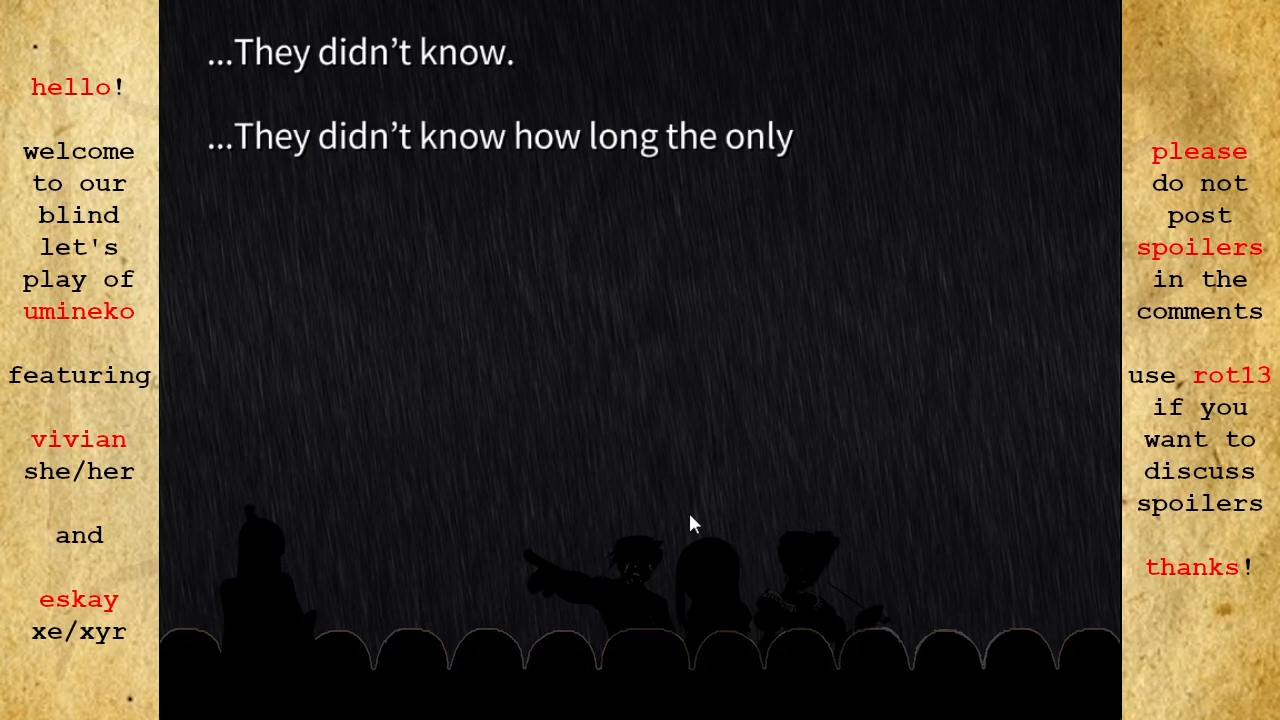 hello!
welcome
to our
blind
let's
play of
umineko
featuring
vivian
she/her
and
eskay
xe/xyr
...They didn’t know.
...They didn’t know how long the only
please
do not
post
spoilers
in the
comments
use rot13
if you
want to
discuss
spoilers
thanks!